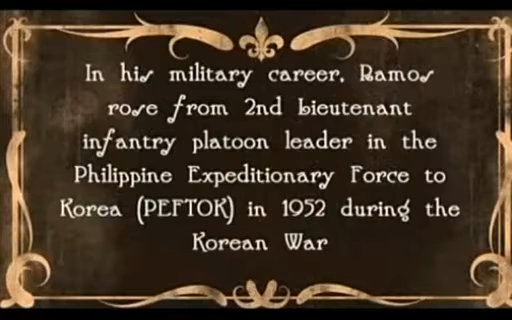 In his military career, Ramos
rose from 2nd Lieutenant
infantry platoon leader in the
Philippine Expeditionary Force to
Korea (PEFTOK) in 1952 during the
Korean War